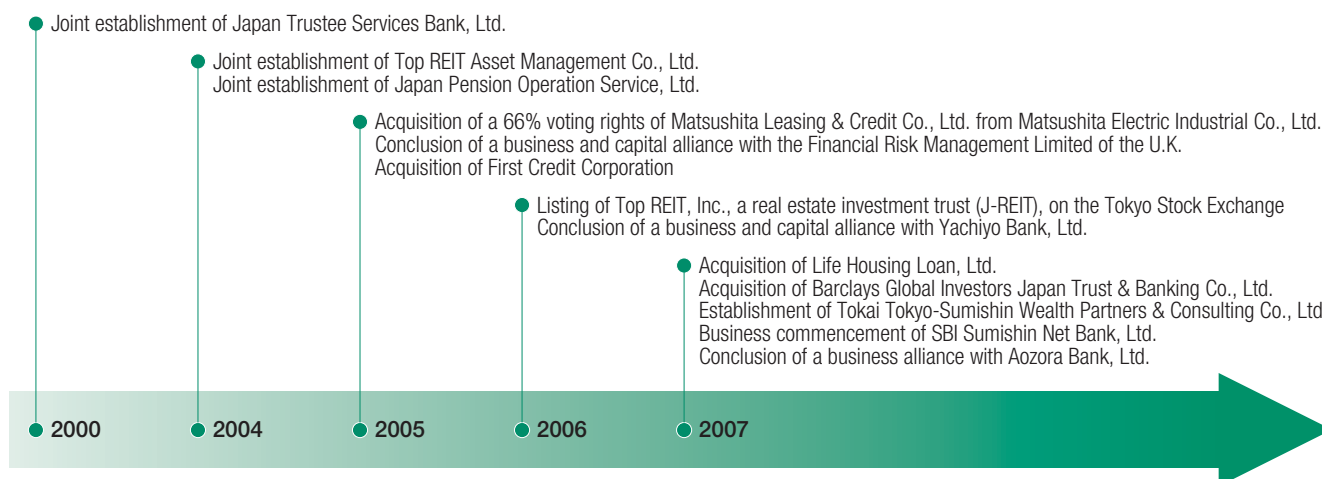 Joint establishment of Japan Trustee Services Bank, Ltd.
Joint establishment of Top REIT Asset Management Co., Ltd.
Joint establishment of Japan Pension Operation Service, Ltd.
Acquisition of a 66% voting rights of Matsushita Leasing & Credit Co., Ltd. from Matsushita Electric Industrial Co., Ltd.
Conclusion of a business and capital alliance with the Financial Risk Management Limited of the U.K.
Acquisition of First Credit Corporation
Listing of Top REIT, Inc., a real estate investment trust (J-REIT), on the Tokyo Stock Exchange
Conclusion of a business and capital alliance with Yachiyo Bank, Ltd.
Acquisition of Life Housing Loan, Ltd.
Acquisition of Barclays Global Investors Japan Trust & Banking Co., Ltd.
Establishment of Tokai Tokyo-Sumishin Wealth Partners & Consulting Co., Ltd
Business commencement of SBI Sumishin Net Bank, Ltd.
Conclusion of a business alliance with Aozora Bank, Ltd.
2000 2004 2005 2006 2007